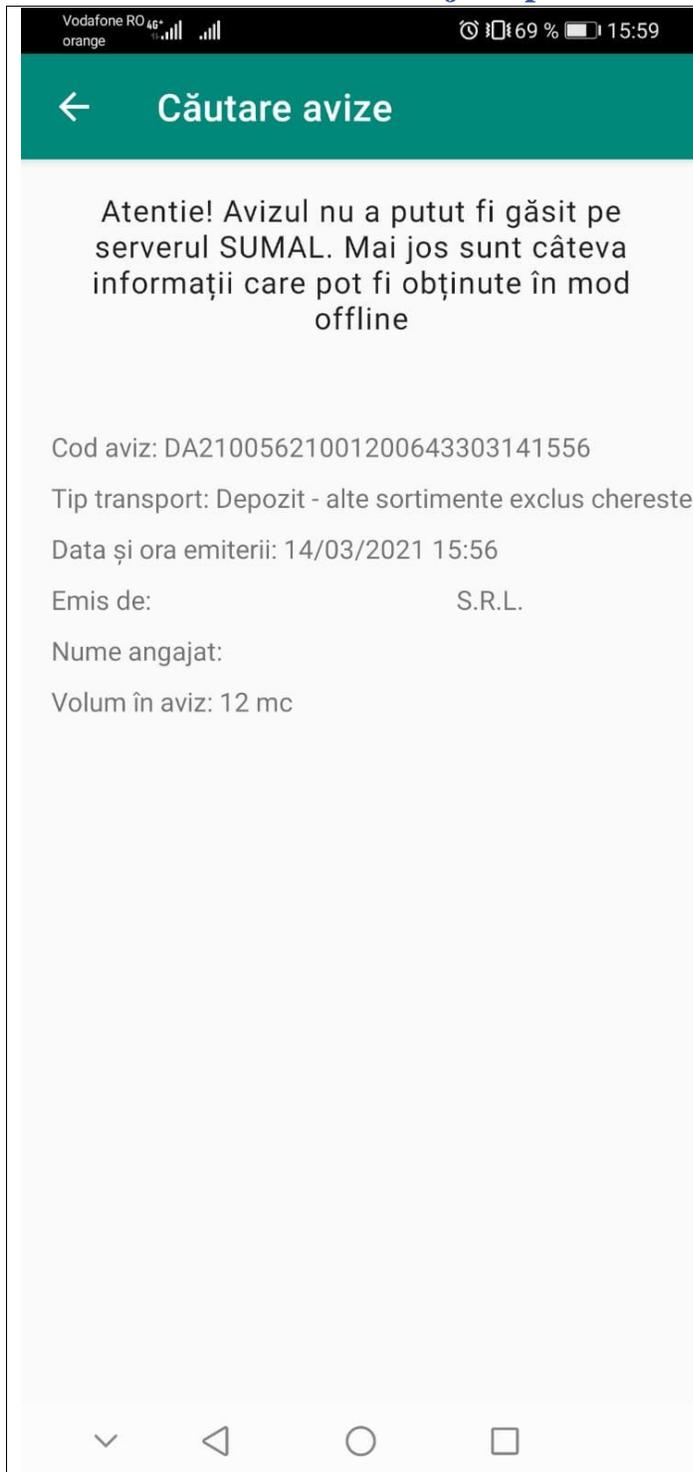 Vodafone RO 4G+
orange
69 % 15:59
Căutare avize
Atentie! Avizul nu a putut fi găsit pe
serverul SUMAL. Mai jos sunt câteva
informații care pot fi obținute în mod
offline
Cod aviz: DA21005621001200643303141556
Tip transport: Depozit - alte sortimente exclus chereste
Data și ora emiterii: 14/03/2021 15:56
Emis de: S.R.L.
Nume angajat:
Volum în aviz: 12 mc